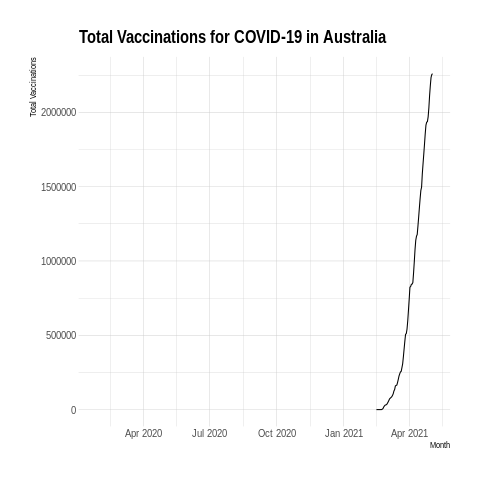 Total Vaccinations for COVID-19 in Australia
Total Vaccinations
2000000
1500000
1000000
500000
0
Apr 2020 Jul 2020 Oct 2020 Jan 2021 Apr 2021
Month